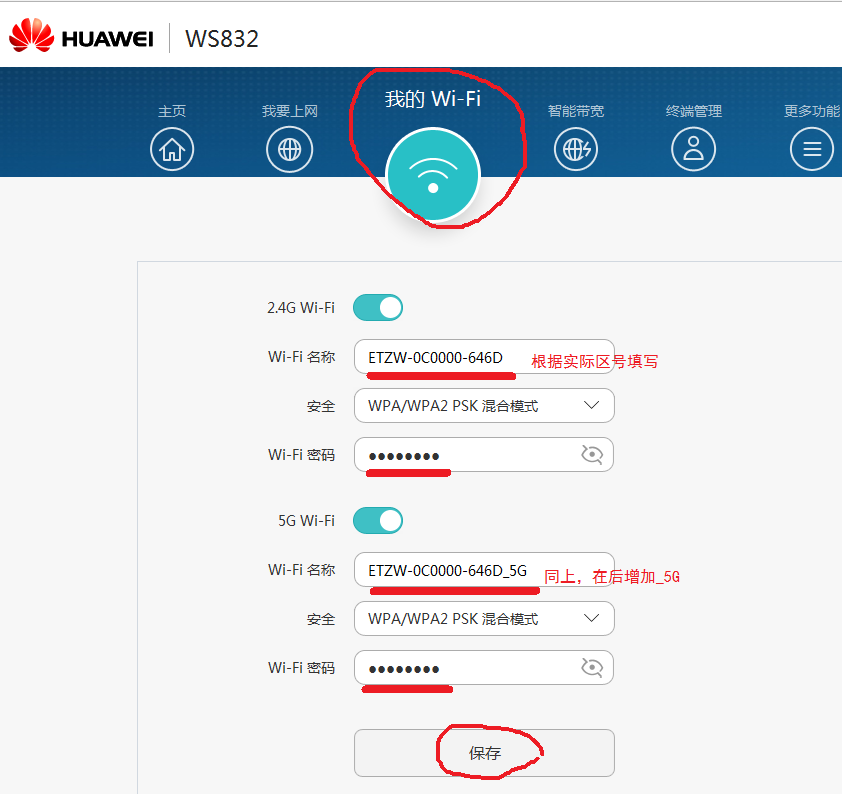 HUAWEI WS832
主页
我要上网
我的 Wi-Fi
智能带宽
终端管理
更多功能
2.4G Wi-Fi
Wi-Fi 名称 ETZW-0C0000-646D 根据实际区号填写
安全 WPA/WPA2 PSK 混合模式
Wi-Fi 密码 ●●●●●●●●
5G Wi-Fi
Wi-Fi 名称 ETZW-0C0000-646D_5G 同上，在后增加_5G
安全 WPA/WPA2 PSK 混合模式
Wi-Fi 密码 ●●●●●●●●
保存